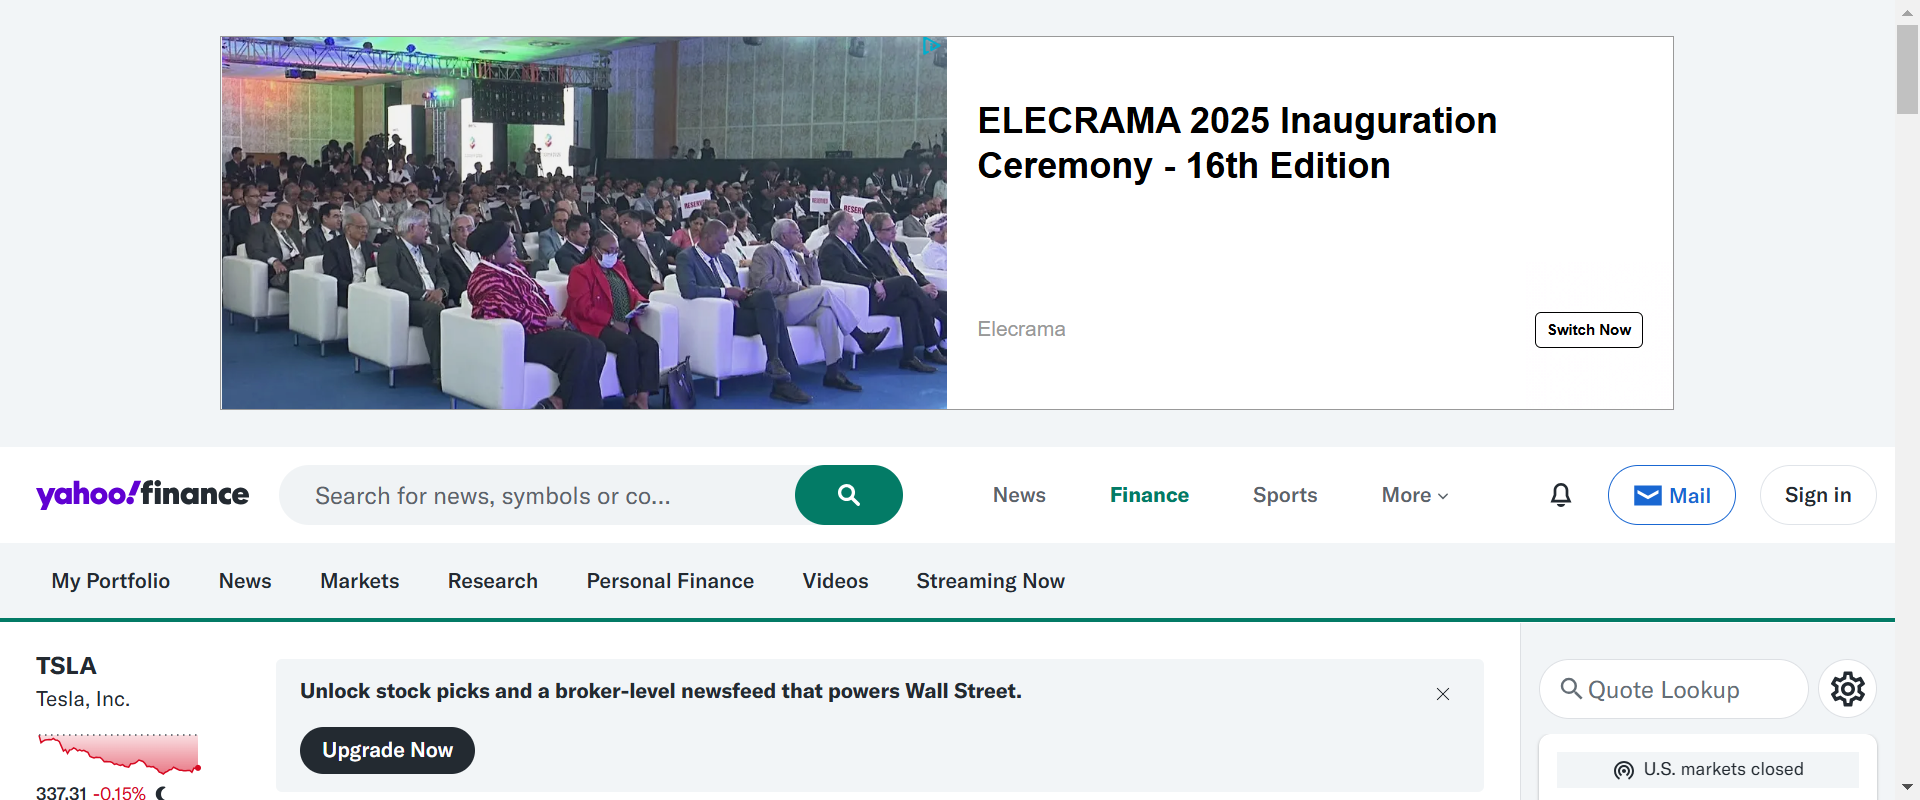 RESERVED
RESERVED
ELECRAMA 2025 Inauguration
Ceremony - 16th Edition
Elecrama
Switch Now
yahoo!finance
Search for news, symbols or co...
News
Finance
Sports
More
Mail
Sign in
My Portfolio
News
Markets
Research
Personal Finance
Videos
Streaming Now
TSLA
Tesla, Inc.
337.31 -0.15%
Unlock stock picks and a broker-level newsfeed that powers Wall Street.
Upgrade Now
Quote Lookup
U.S. markets closed